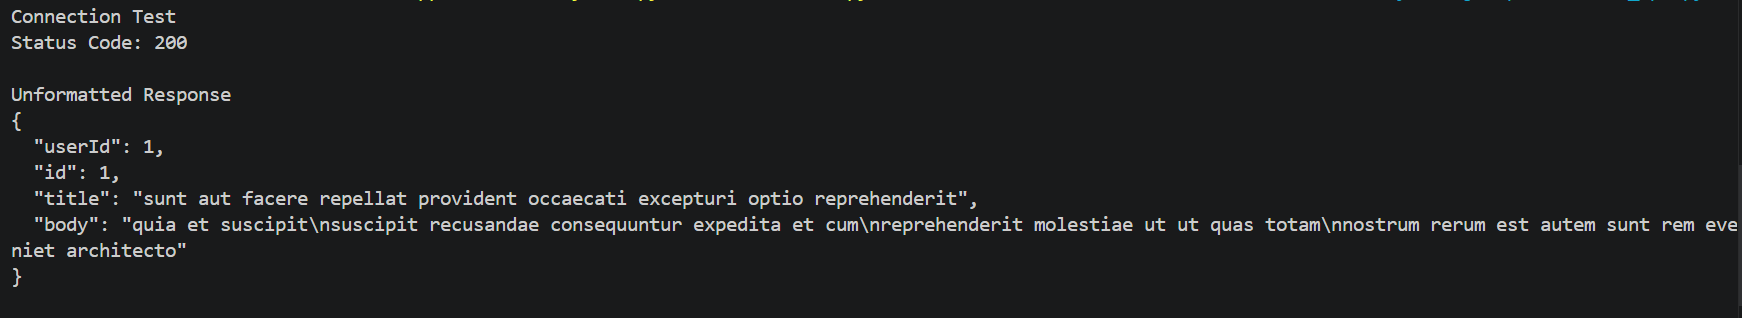 Connection Test
Status Code: 200
Unformatted Response
{
  "userId": 1,
  "id": 1,
  "title": "sunt aut facere repellat provident occaecati excepturi optio reprehenderit",
  "body": "quia et suscipit\nsuscipit recusandae consequuntur expedita et cum\nreprehenderit molestiae ut ut quas totam\nnostrum rerum est autem sunt rem eve
niet architecto"
}